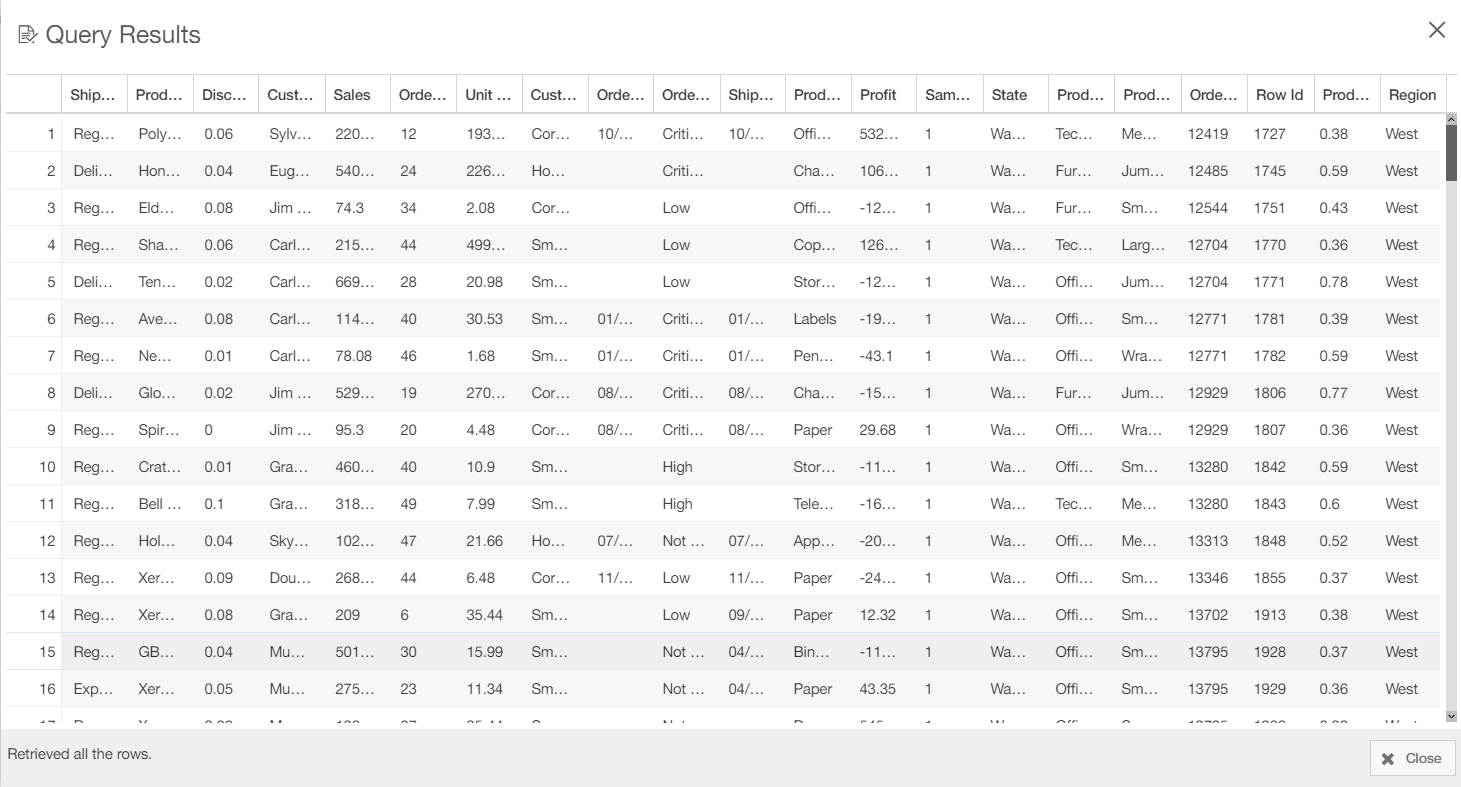 Query Results
Ship... Prod... Disc... Cust... Sales Orde... Unit ... Cust... Orde... Orde... Ship... Prod... Profit Sam... State Prod... Prod... Orde... Row Id Prod... Region
1 Reg... Poly... 0.06 Sylv... 220... 12 193... Cor... 10/... Criti... 10/... Offi... 532... 1 Wa... Tec... Me... 12419 1727 0.38 West
2 Deli... Hon... 0.04 Eug... 540... 24 226... Ho... Criti... Cha... 106... 1 Wa... Fur... Jum... 12485 1745 0.59 West
3 Reg... Eld... 0.08 Jim ... 74.3 34 2.08 Cor... Low Offi... -12... 1 Wa... Fur... Sm... 12544 1751 0.43 West
4 Reg... Sha... 0.06 Carl... 215... 44 499... Sm... Low Cop... 126... 1 Wa... Tec... Larg... 12704 1770 0.36 West
5 Deli... Ten... 0.02 Carl... 669... 28 20.98 Sm... Low Stor... -12... 1 Wa... Offi... Jum... 12704 1771 0.78 West
6 Reg... Ave... 0.08 Carl... 114... 40 30.53 Sm... 01/... Criti... 01/... Labels -19... 1 Wa... Offi... Sm... 12771 1781 0.39 West
7 Reg... Ne... 0.01 Carl... 78.08 46 1.68 Sm... 01/... Criti... 01/... Pen... -43.1 1 Wa... Offi... Wra... 12771 1782 0.59 West
8 Deli... Glo... 0.02 Jim ... 529... 19 270... Cor... 08/... Criti... 08/... Cha... -15... 1 Wa... Fur... Jum... 12929 1806 0.77 West
9 Reg... Spir... 0 Jim ... 95.3 20 4.48 Cor... 08/... Criti... 08/... Paper 29.68 1 Wa... Offi... Wra... 12929 1807 0.36 West
10 Reg... Crat... 0.01 Gra... 460... 40 10.9 Sm... High Stor... -11... 1 Wa... Offi... Sm... 13280 1842 0.59 West
11 Reg... Bell ... 0.1 Gra... 318... 49 7.99 Sm... High Tele... -16... 1 Wa... Tec... Me... 13280 1843 0.6 West
12 Reg... Hol... 0.04 Sky... 102... 47 21.66 Ho... 07/... Not ... 07/... App... -20... 1 Wa... Offi... Me... 13313 1848 0.52 West
13 Reg... Xer... 0.09 Dou... 268... 44 6.48 Cor... 11/... Low 11/... Paper -24... 1 Wa... Offi... Sm... 13346 1855 0.37 West
14 Reg... Xer... 0.08 Gra... 209 6 35.44 Sm... Low 09/... Paper 12.32 1 Wa... Offi... Sm... 13702 1913 0.38 West
15 Reg... GB... 0.04 Mu... 501... 30 15.99 Sm... Not ... 04/... Bin... -11... 1 Wa... Offi... Sm... 13795 1928 0.37 West
16 Exp... Xer... 0.05 Mu... 275... 23 11.34 Sm... Not ... 04/... Paper 43.35 1 Wa... Offi... Sm... 13795 1929 0.36 West
Retrieved all the rows.
Close